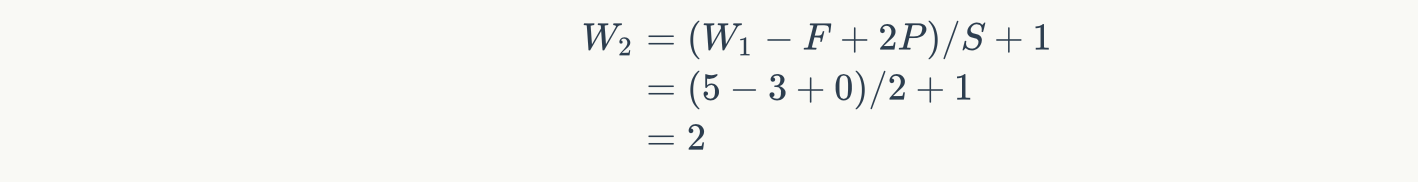 W₂ = (W₁ − F + 2P)/S + 1
= (5 − 3 + 0)/2 + 1
= 2